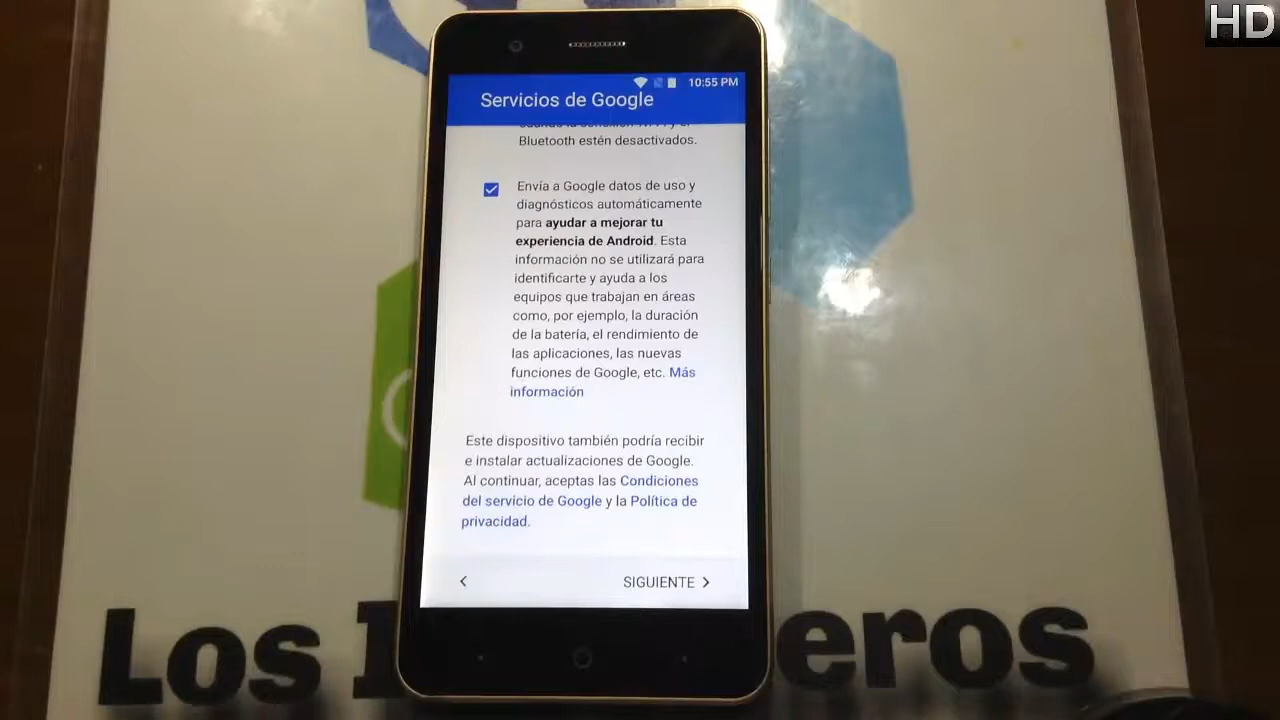 HD
10:55 PM
Servicios de Google
Bluetooth estén desactivados.
Envía a Google datos de uso y
diagnósticos automáticamente
para ayudar a mejorar tu
experiencia de Android. Esta
información no se utilizará para
identificarte y ayuda a los
equipos que trabajan en áreas
como, por ejemplo, la duración
de la batería, el rendimiento de
las aplicaciones, las nuevas
funciones de Google, etc. Más
información
Este dispositivo también podría recibir
e instalar actualizaciones de Google.
Al continuar, aceptas las Condiciones
del servicio de Google y la Política de
privacidad.
SIGUIENTE
Los
eros